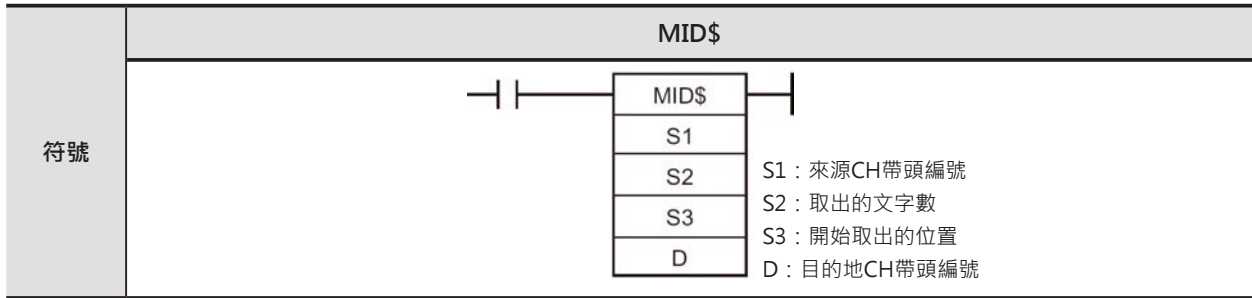 MID$
符號
MID$
S1
S2
S3
D
S1：來源CH帶頭編號
S2：取出的文字數
S3：開始取出的位置
D：目的地CH帶頭編號